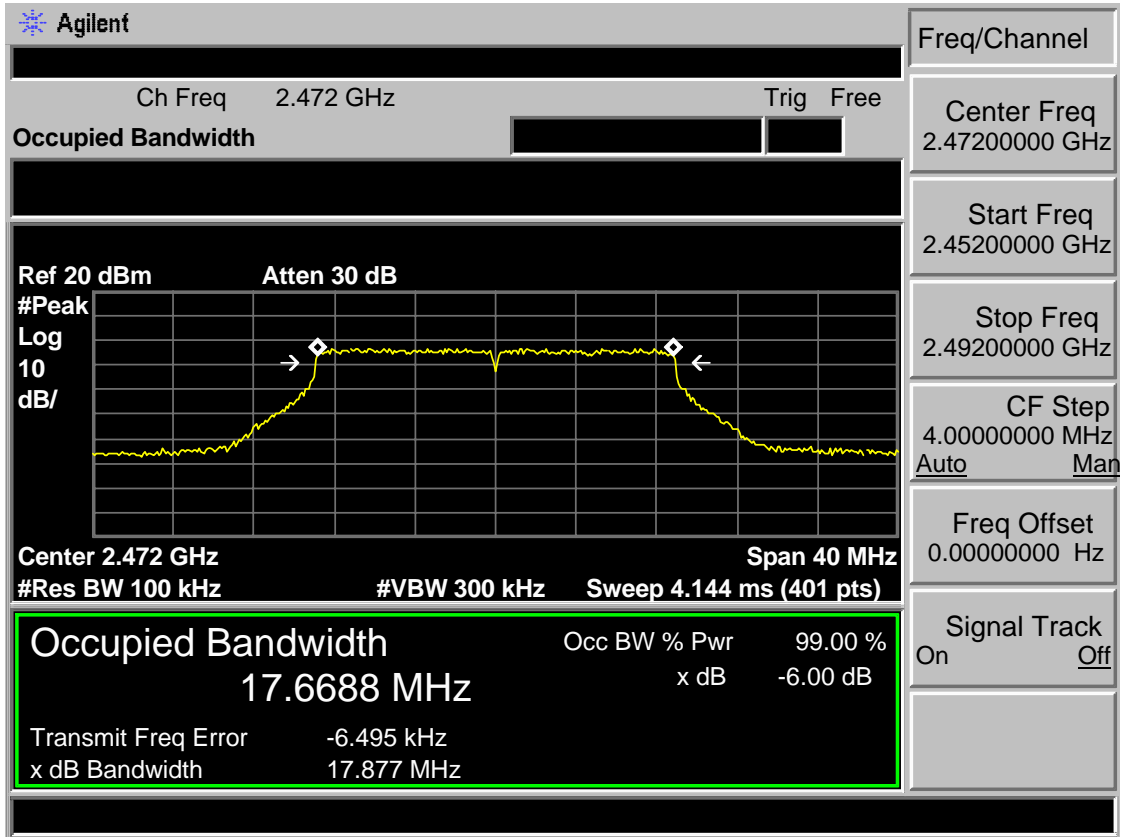 Agilent
Freq/Channel
Ch Freq 2.472 GHz Trig Free
Occupied Bandwidth
Center Freq
2.47200000 GHz
Start Freq
2.45200000 GHz
Stop Freq
2.49200000 GHz
CF Step
4.00000000 MHz
Auto Man
Freq Offset
0.00000000 Hz
Signal Track
On Off
Ref 20 dBm Atten 30 dB
#Peak
Log
10
dB/
Center 2.472 GHz Span 40 MHz
#Res BW 100 kHz #VBW 300 kHz Sweep 4.144 ms (401 pts)
Occupied Bandwidth Occ BW % Pwr 99.00 %
17.6688 MHz x dB -6.00 dB
Transmit Freq Error -6.495 kHz
x dB Bandwidth 17.877 MHz